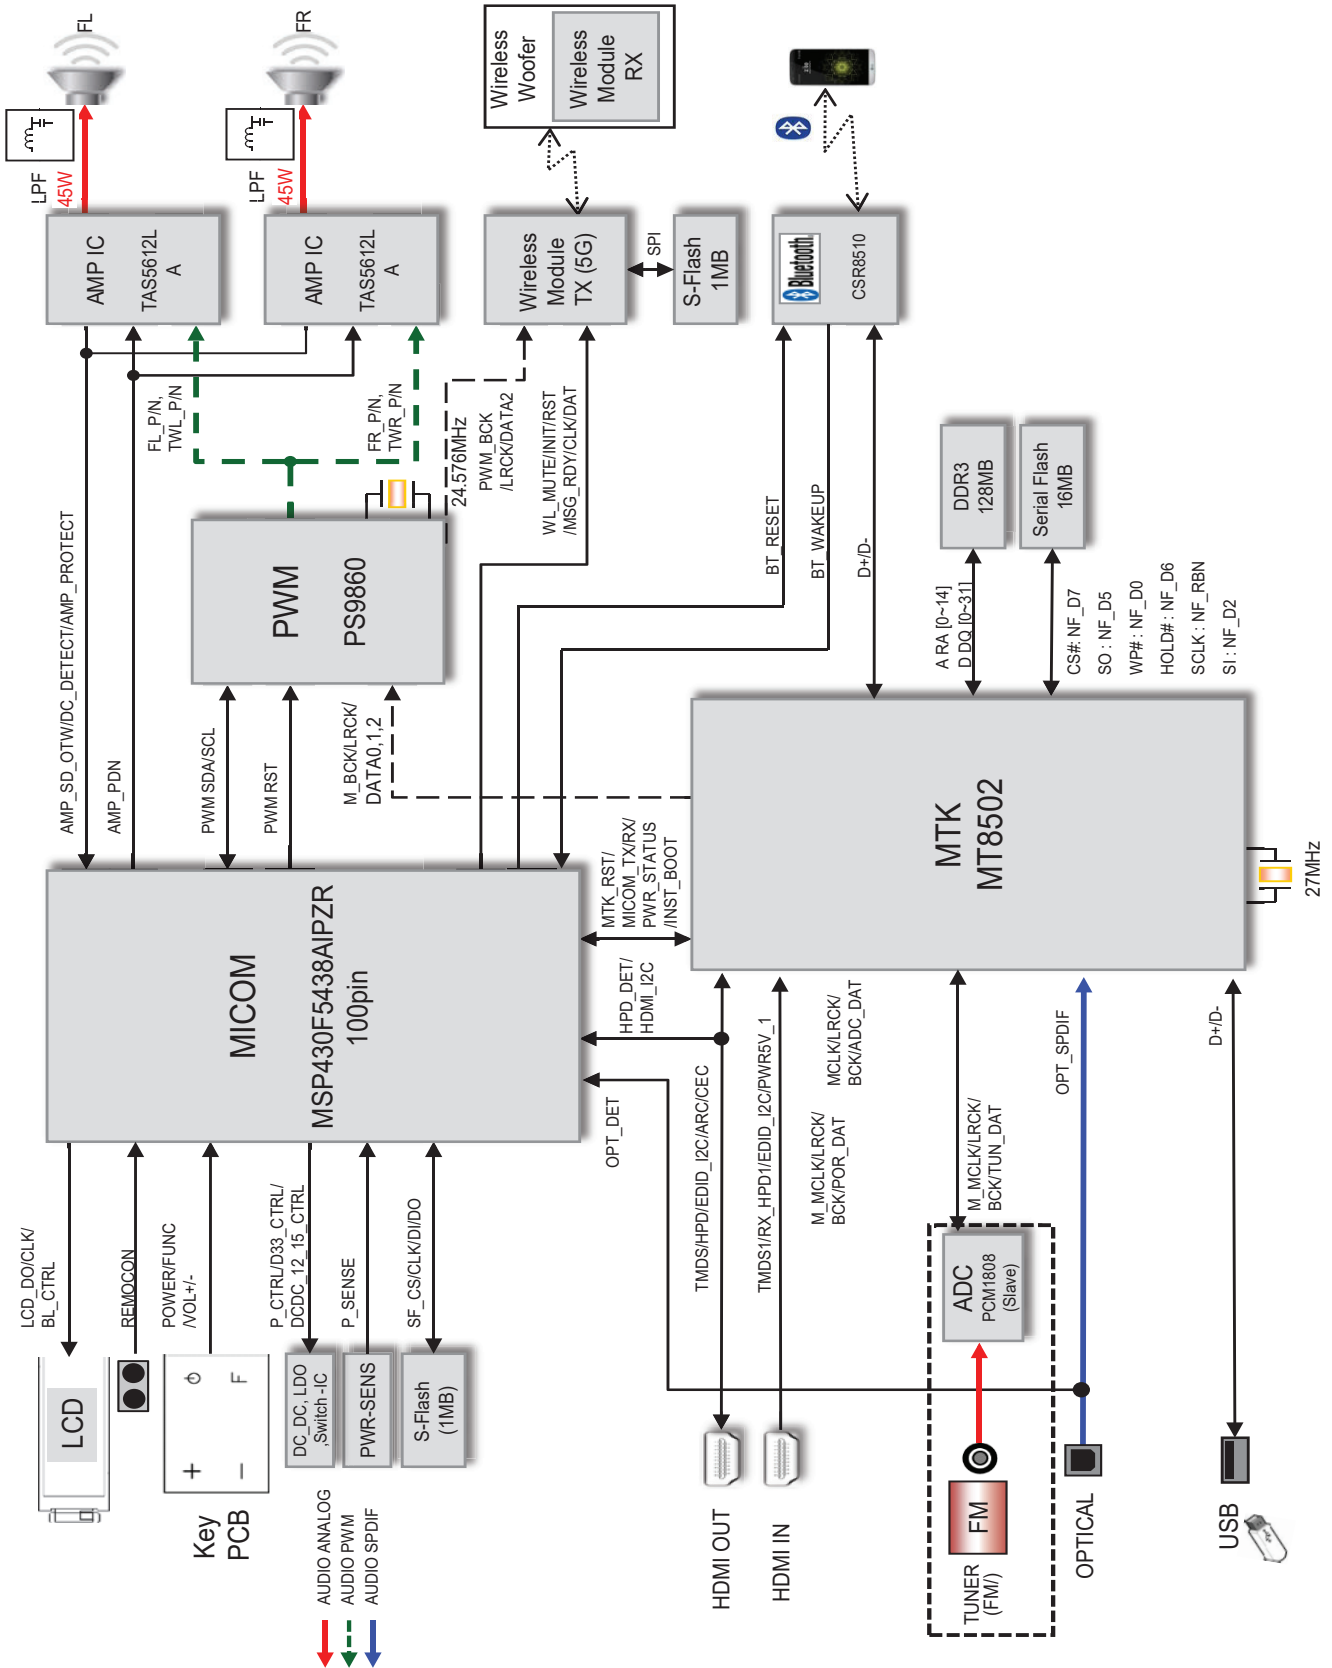 LCD
LCD_DO/CLK/
BL_CTRL
REMOCON
Key
PCB
+
−
F
POWER/FUNC
/VOL+/-
DC_DC, LDO
,Switch -IC
P_CTRL/D33_CTRL/
DCDC_12_15_CTRL
PWR-SENS
P_SENSE
S-Flash
(1MB)
SF_CS/CLK/DI/DO
AUDIO ANALOG
AUDIO PWM
AUDIO SPDIF
MICOM
MSP430F5438AIPZR
100pin
AMP_SD_OTW/DC_DETECT/AMP_PROTECT
AMP_PDN
PWM SDA/SCL
PWM RST
M_BCK/LRCK/
DATA0,1,2
PWM
PS9860
24.576MHz
FL_P/N,
TWL_P/N
FR_P/N,
TWR_P/N
PWM_BCK
/LRCK/DATA2
WL_MUTE/INIT/RST
/MSG_RDY/CLK/DAT
AMP IC
TAS5612L
A
LPF
45W
FL
AMP IC
TAS5612L
A
LPF
45W
FR
Wireless
Module
TX (5G)
SPI
S-Flash
1MB
Wireless
Woofer
Wireless
Module
RX
Bluetooth
CSR8510
BT_RESET
BT_WAKEUP
D+/D-
MTK_RST/
MICOM_TX/RX/
PWR_STATUS
/INST_BOOT
HPD_DET/
HDMI_I2C
OPT_DET
MTK
MT8502
27MHz
DDR3
128MB
A RA [0~14]
D DQ [0~31]
Serial Flash
16MB
CS#: NF_D7
SO : NF_D5
WP# : NF_D0
HOLD# : NF_D6
SCLK : NF_RBN
SI : NF_D2
HDMI OUT
TMDS/HPD/EDID_I2C/ARC/CEC
HDMI IN
TMDS1/RX_HPD1/EDID_I2C/PWR5V_1
M_MCLK/LRCK/
BCK/POR_DAT
MCLK/LRCK/
BCK/ADC_DAT
TUNER
(FM/)
FM
ADC
PCM1808
(Slave)
M_MCLK/LRCK/
BCK/TUN_DAT
OPTICAL
OPT_SPDIF
USB
D+/D-